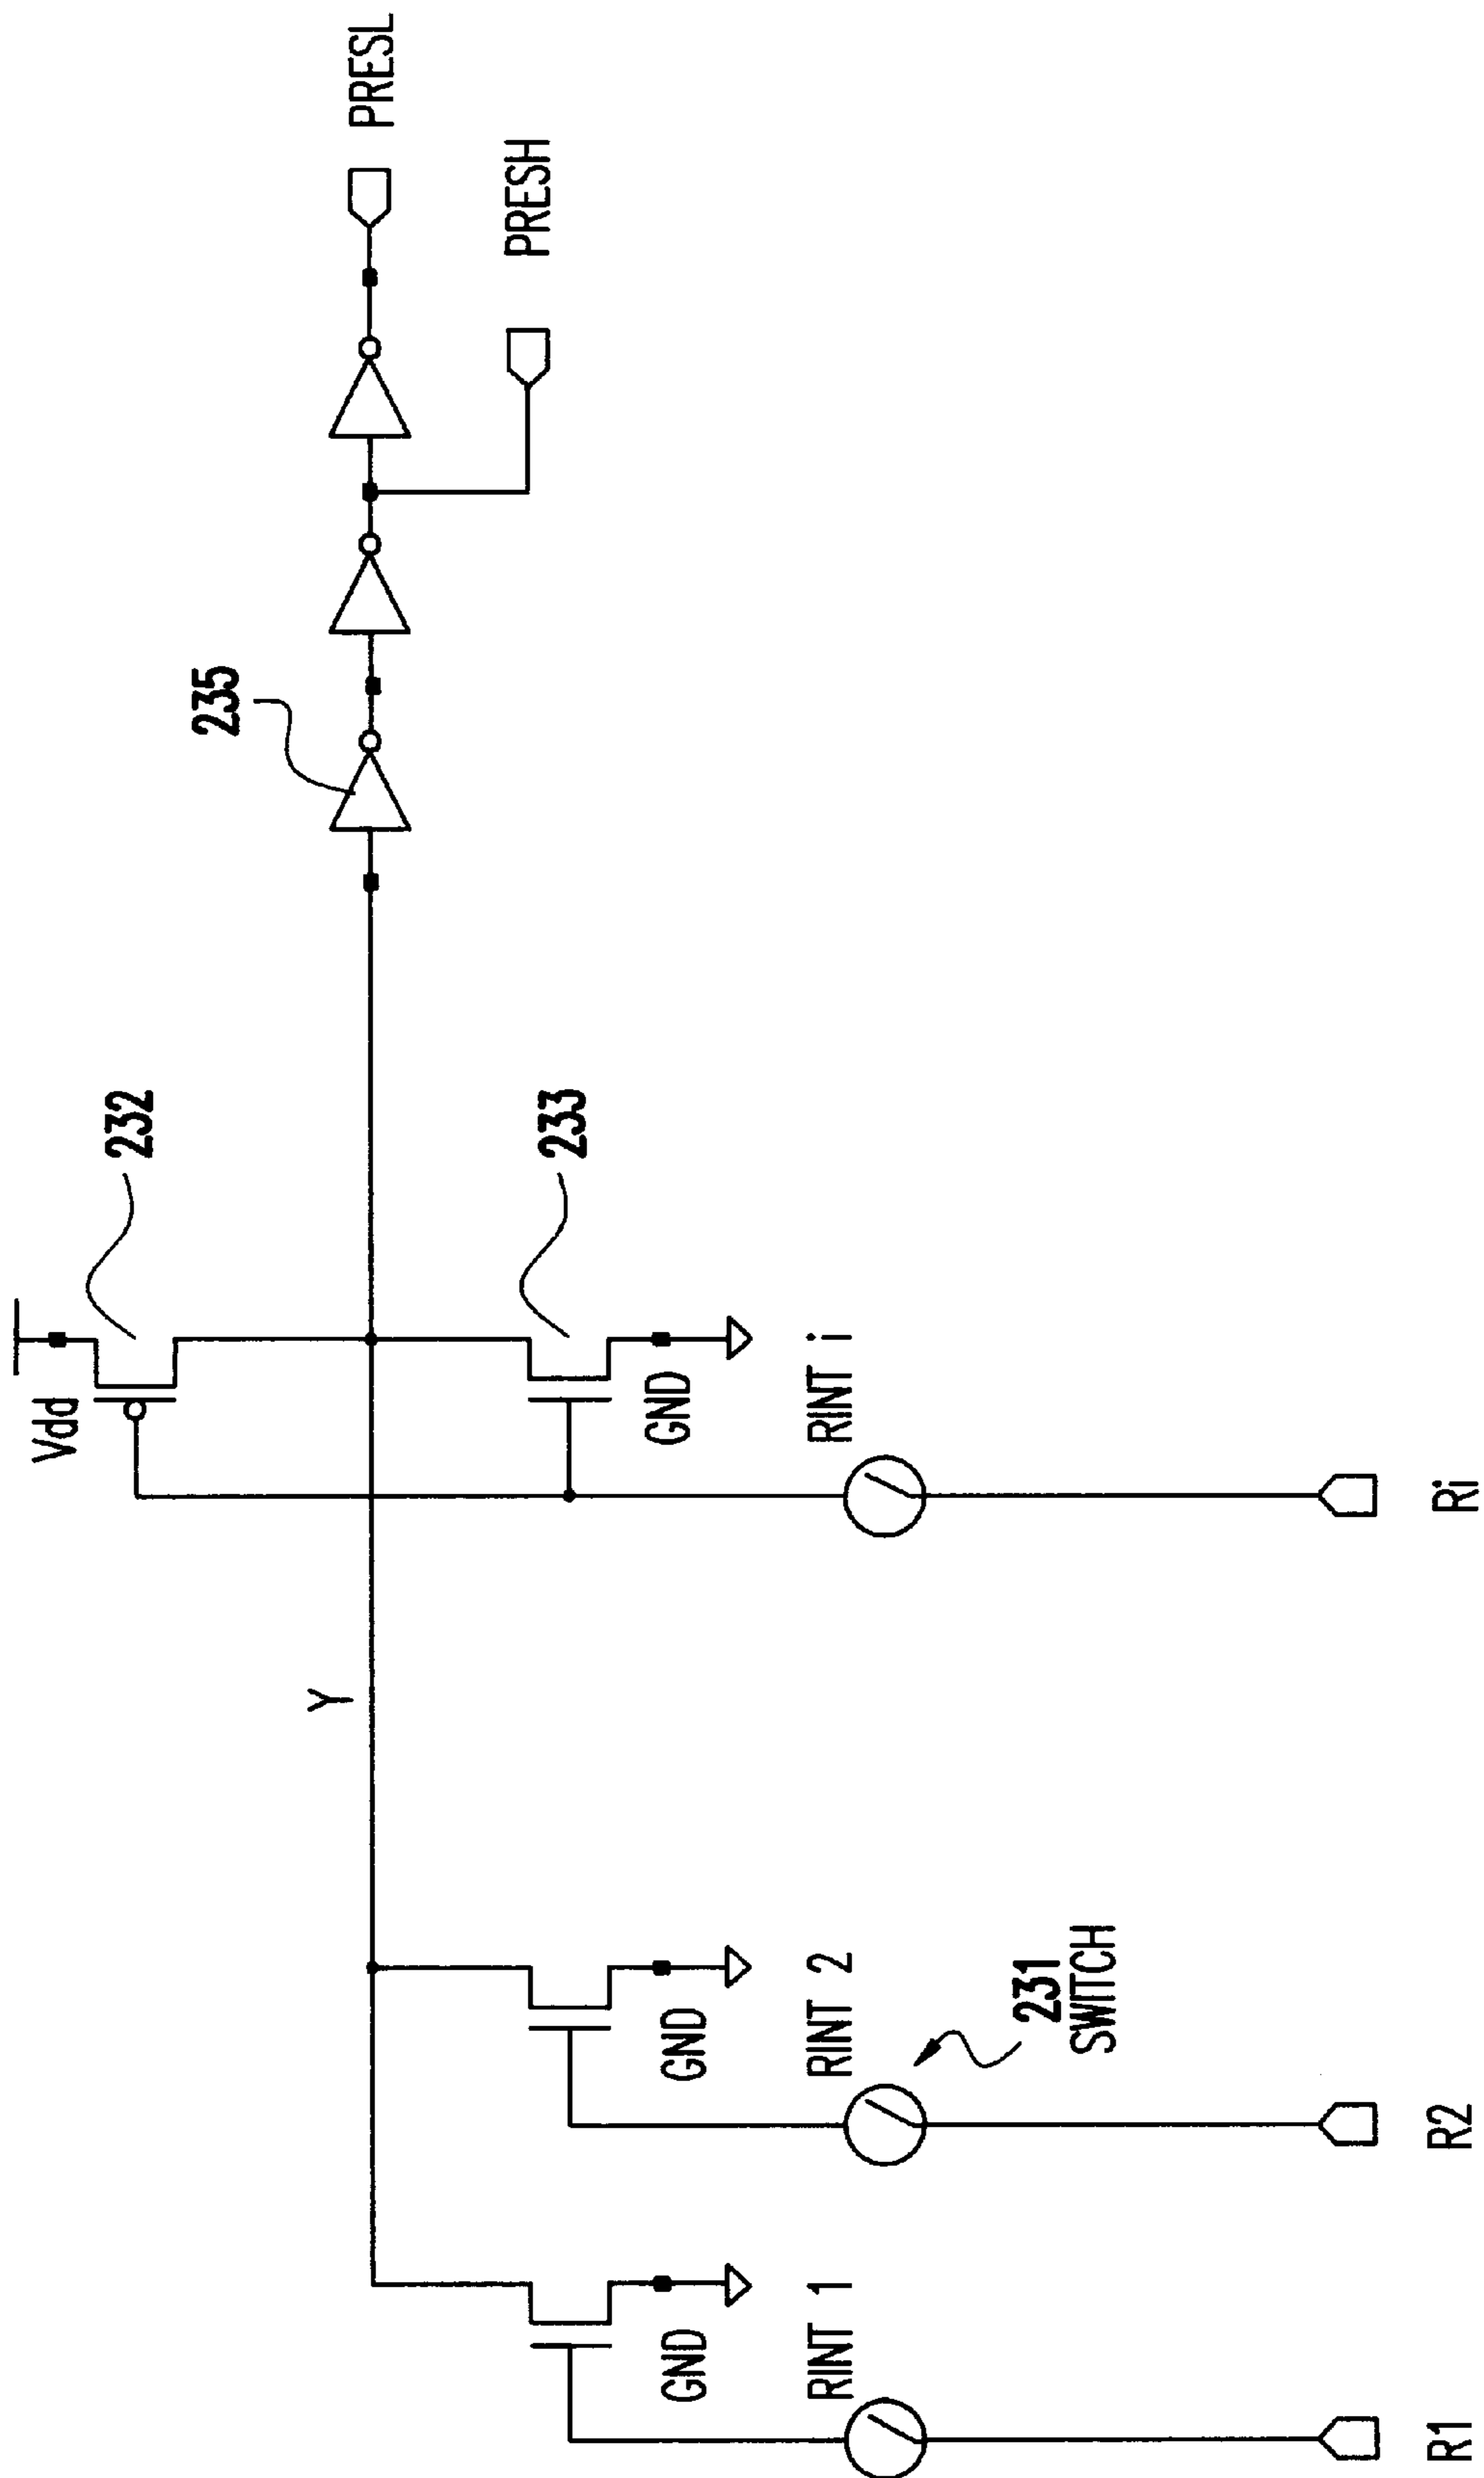 PRESL
PRESH
235
232
233
Vdd
GND
RINT i
Ri
Y
GND
RINT 2
231
SWITCH
R2
GND
RINT 1
R1